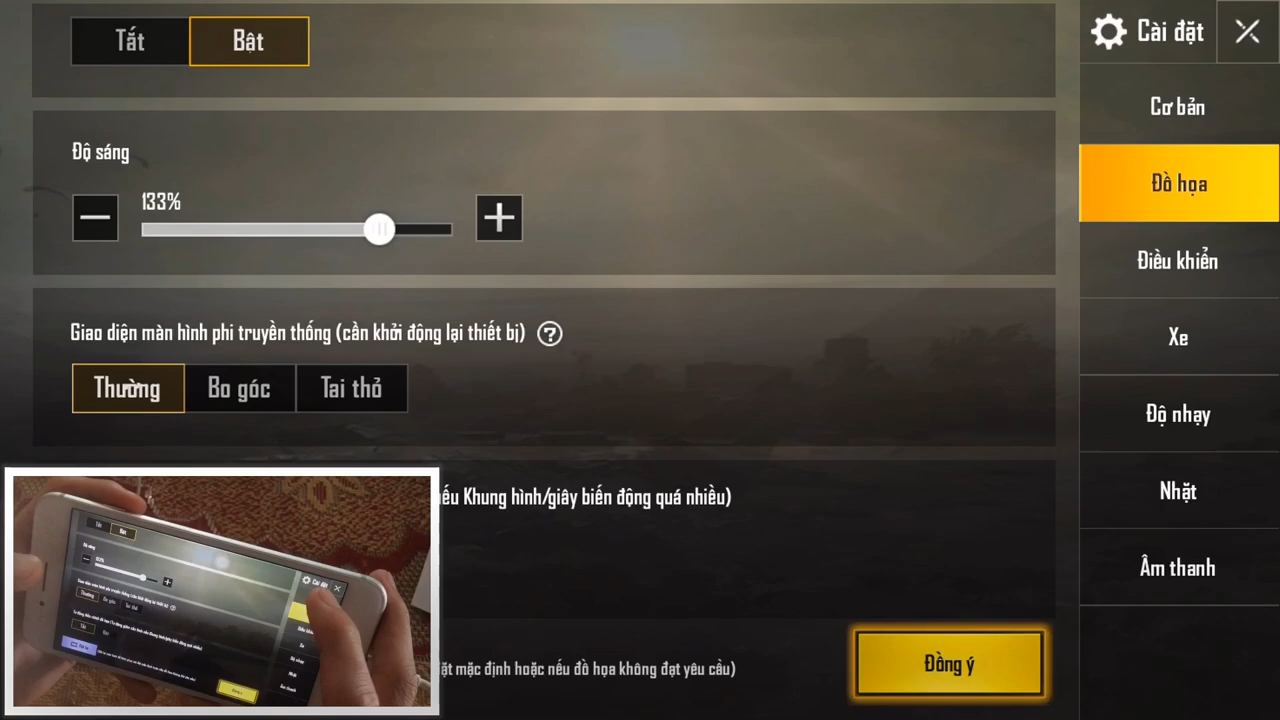 Tắt Bật
Độ sáng
133%
Giao diện màn hình phi truyền thống (cần khởi động lại thiết bị) ?
Thường Bo góc Tai thỏ
nếu Khung hình/giây biến động quá nhiều)
đặt mặc định hoặc nếu đồ họa không đạt yêu cầu)
Đồng ý
Cài đặt
Cơ bản
Đồ họa
Điều khiển
Xe
Độ nhạy
Nhặt
Âm thanh